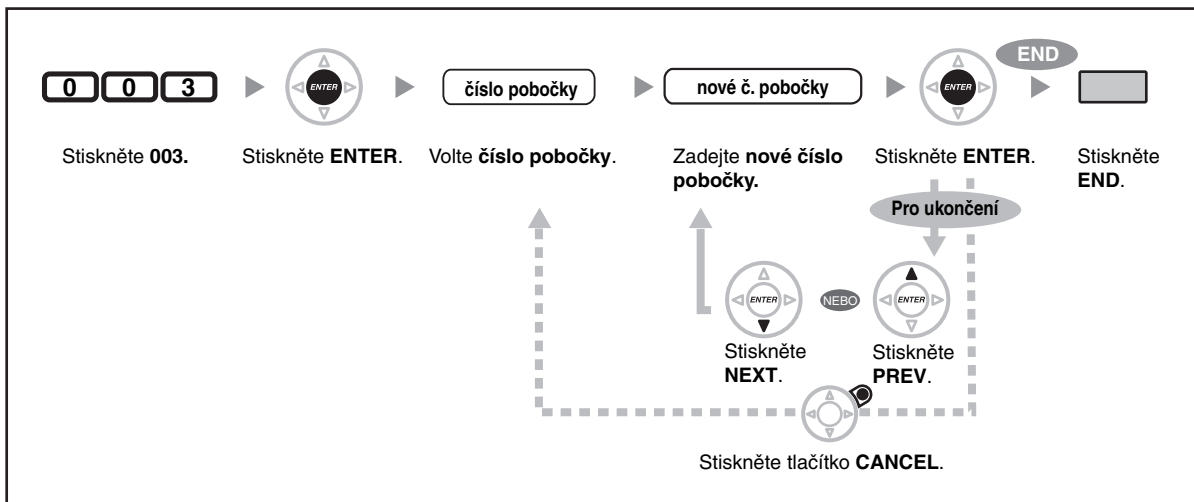 END
0 0 3
ENTER
číslo pobočky
nové č. pobočky
ENTER
Stiskněte 003.
Stiskněte ENTER.
Volte číslo pobočky.
Zadejte nové číslo
pobočky.
Stiskněte ENTER.
Stiskněte
END.
Pro ukončení
ENTER
NEBO
ENTER
Stiskněte
NEXT.
Stiskněte
PREV.
Stiskněte tlačítko CANCEL.